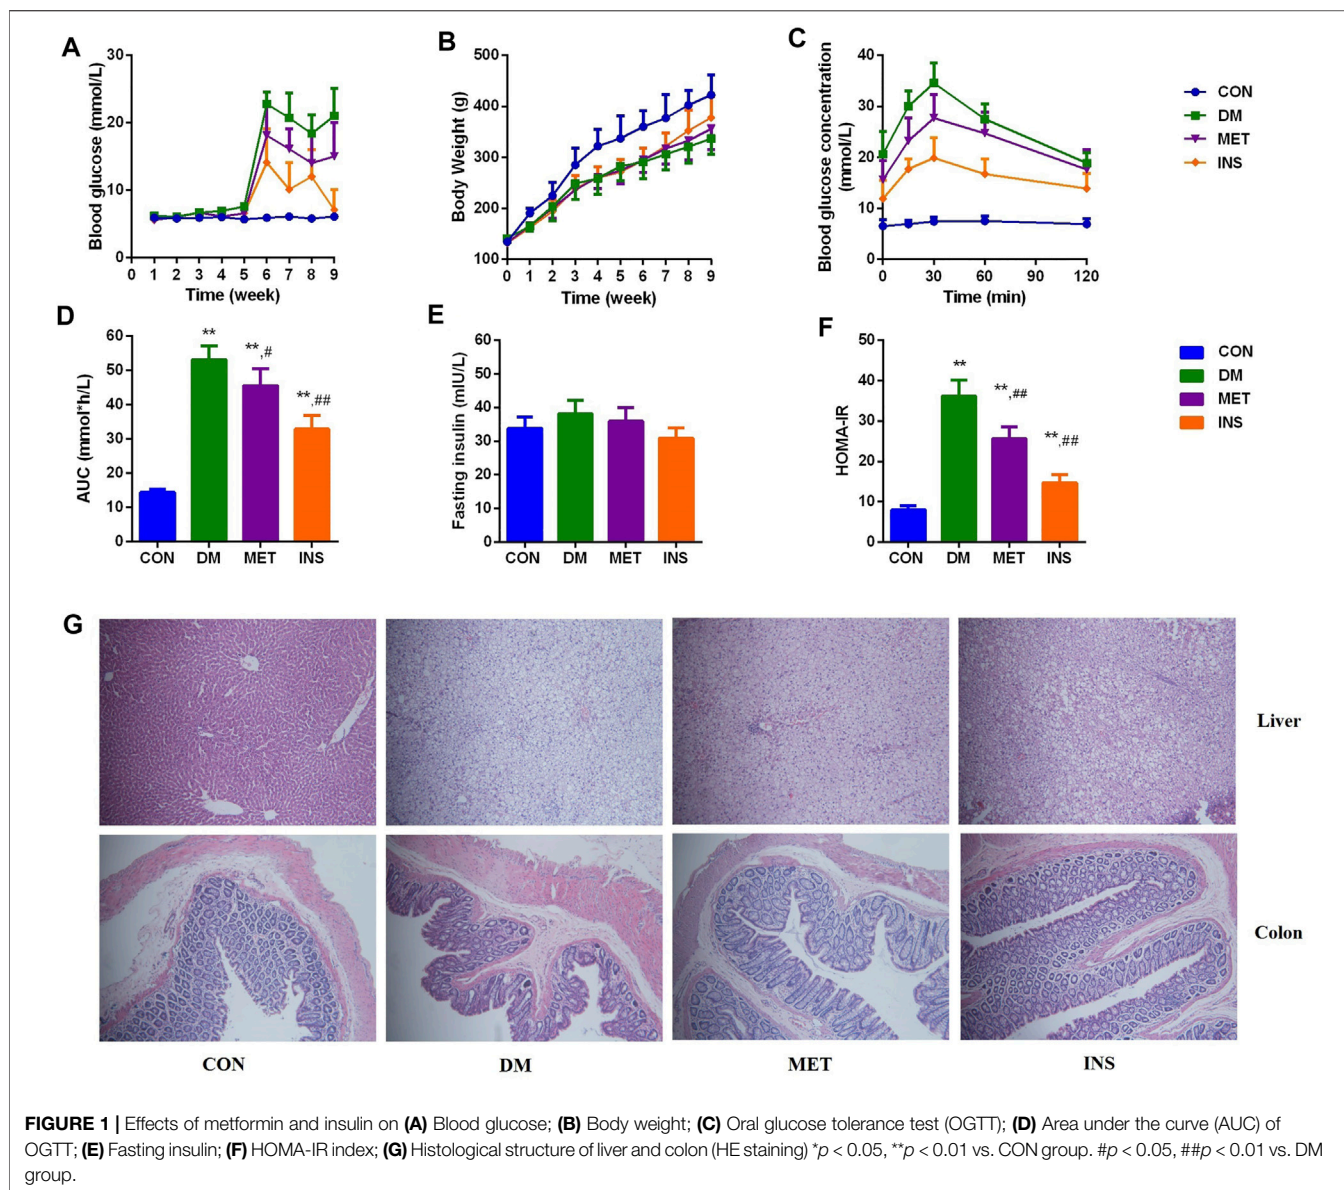 A
Blood glucose (mmol/L)
30
20
10
0
0 1 2 3 4 5 6 7 8 9
Time (week)
B
Body Weight (g)
500
400
300
200
100
0 1 2 3 4 5 6 7 8 9
Time (week)
C
Blood glucose concentration
(mmol/L)
40
30
20
10
0
0 30 60 90 120
Time (min)
CON
DM
MET
INS
D
AUC (mmol*h/L)
60
50
40
30
20
10
0
**
**,#
**,##
CON DM MET INS
E
Fasting insulin (mIU/L)
60
50
40
30
20
10
0
CON DM MET INS
F
HOMA-IR
50
40
30
20
10
0
**
**,##
**,##
CON DM MET INS
CON
DM
MET
INS
G
Liver
Colon
CON DM MET INS
FIGURE 1 | Effects of metformin and insulin on (A) Blood glucose; (B) Body weight; (C) Oral glucose tolerance test (OGTT); (D) Area under the curve (AUC) of
OGTT; (E) Fasting insulin; (F) HOMA-IR index; (G) Histological structure of liver and colon (HE staining) *p < 0.05, **p < 0.01 vs. CON group. #p < 0.05, ##p < 0.01 vs. DM
group.